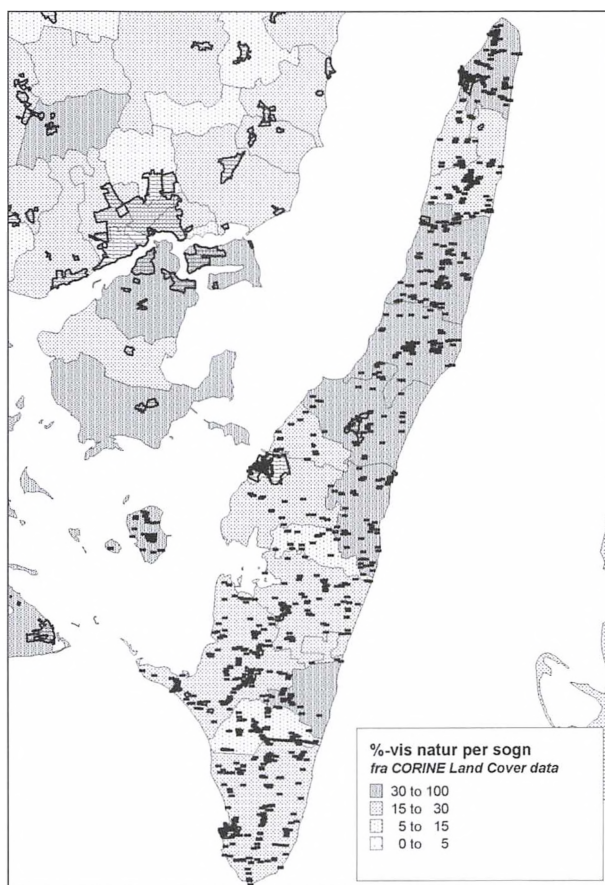 %-vis natur per sogn
fra CORINE Land Cover data
30 to 100
15 to 30
5 to 15
0 to 5